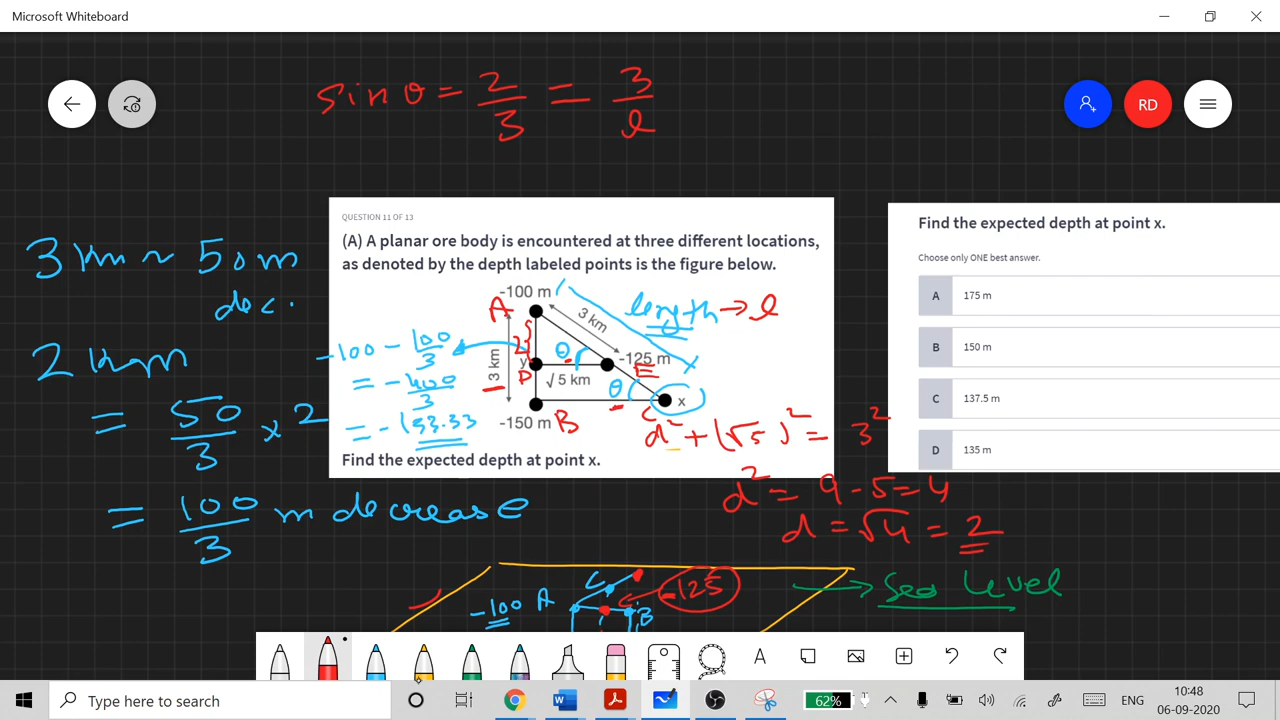 Microsoft Whiteboard
sin θ = 2/3 = 3/l
RD
3 km ~ 50 m
dec.
2 km
= 50/3 × 2
= 100/3 m decrease
QUESTION 11 OF 13
(A) A planar ore body is encountered at three different locations,
as denoted by the depth labeled points is the figure below.
-100 m
A
length → l
3 km
-100 - 100/3
= -400/3
= -133.33
2
θ
y
-125 m
D
E
3 km
√5 km
θ
x
C
-150 m
B
Find the expected depth at point x.
d² + (√5)² = 3²
d² = 9 - 5 = 4
d = √4 = 2
Find the expected depth at point x.
Choose only ONE best answer.
A 175 m
B 150 m
C 137.5 m
D 135 m
Sea level
-100 A
C
-125
B
A
62%
ENG
10:48
06-09-2020
Type here to search